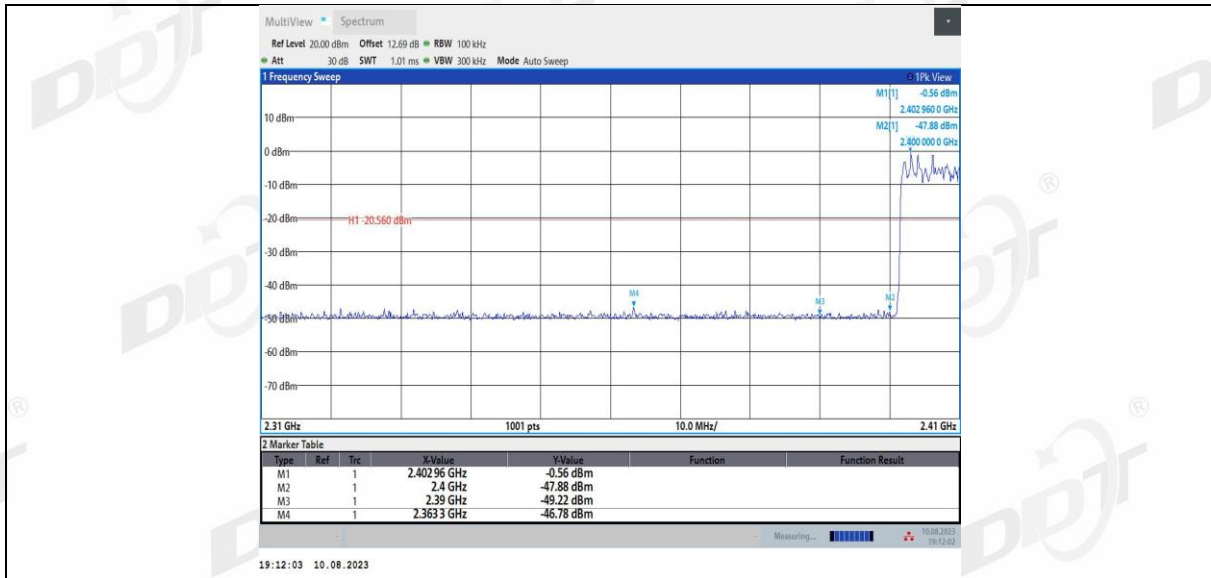 MultiView Spectrum
Ref Level 20.00 dBm Offset 12.69 dB RBW 100 kHz
Att 30 dB SWT 1.01 ms VBW 300 kHz Mode Auto Sweep
1 Frequency Sweep 1Pk View
M1[1] -0.56 dBm
2.402 960 0 GHz
10 dBm
M2[1] -47.88 dBm
2.400 000 0 GHz
0 dBm
-10 dBm
-20 dBm H1 -20.560 dBm
-30 dBm
-40 dBm
M4 M3 M2
-50 dBm
-60 dBm
-70 dBm
2.31 GHz 1001 pts 10.0 MHz/ 2.41 GHz
2 Marker Table
Type Ref Trc X-Value Y-Value Function Function Result
M1 1 2.402 96 GHz -0.56 dBm
M2 1 2.4 GHz -47.88 dBm
M3 1 2.39 GHz -49.22 dBm
M4 1 2.363 3 GHz -46.78 dBm
Measuring... 10.08.2023
19:12:02
19:12:03 10.08.2023
DDT
®